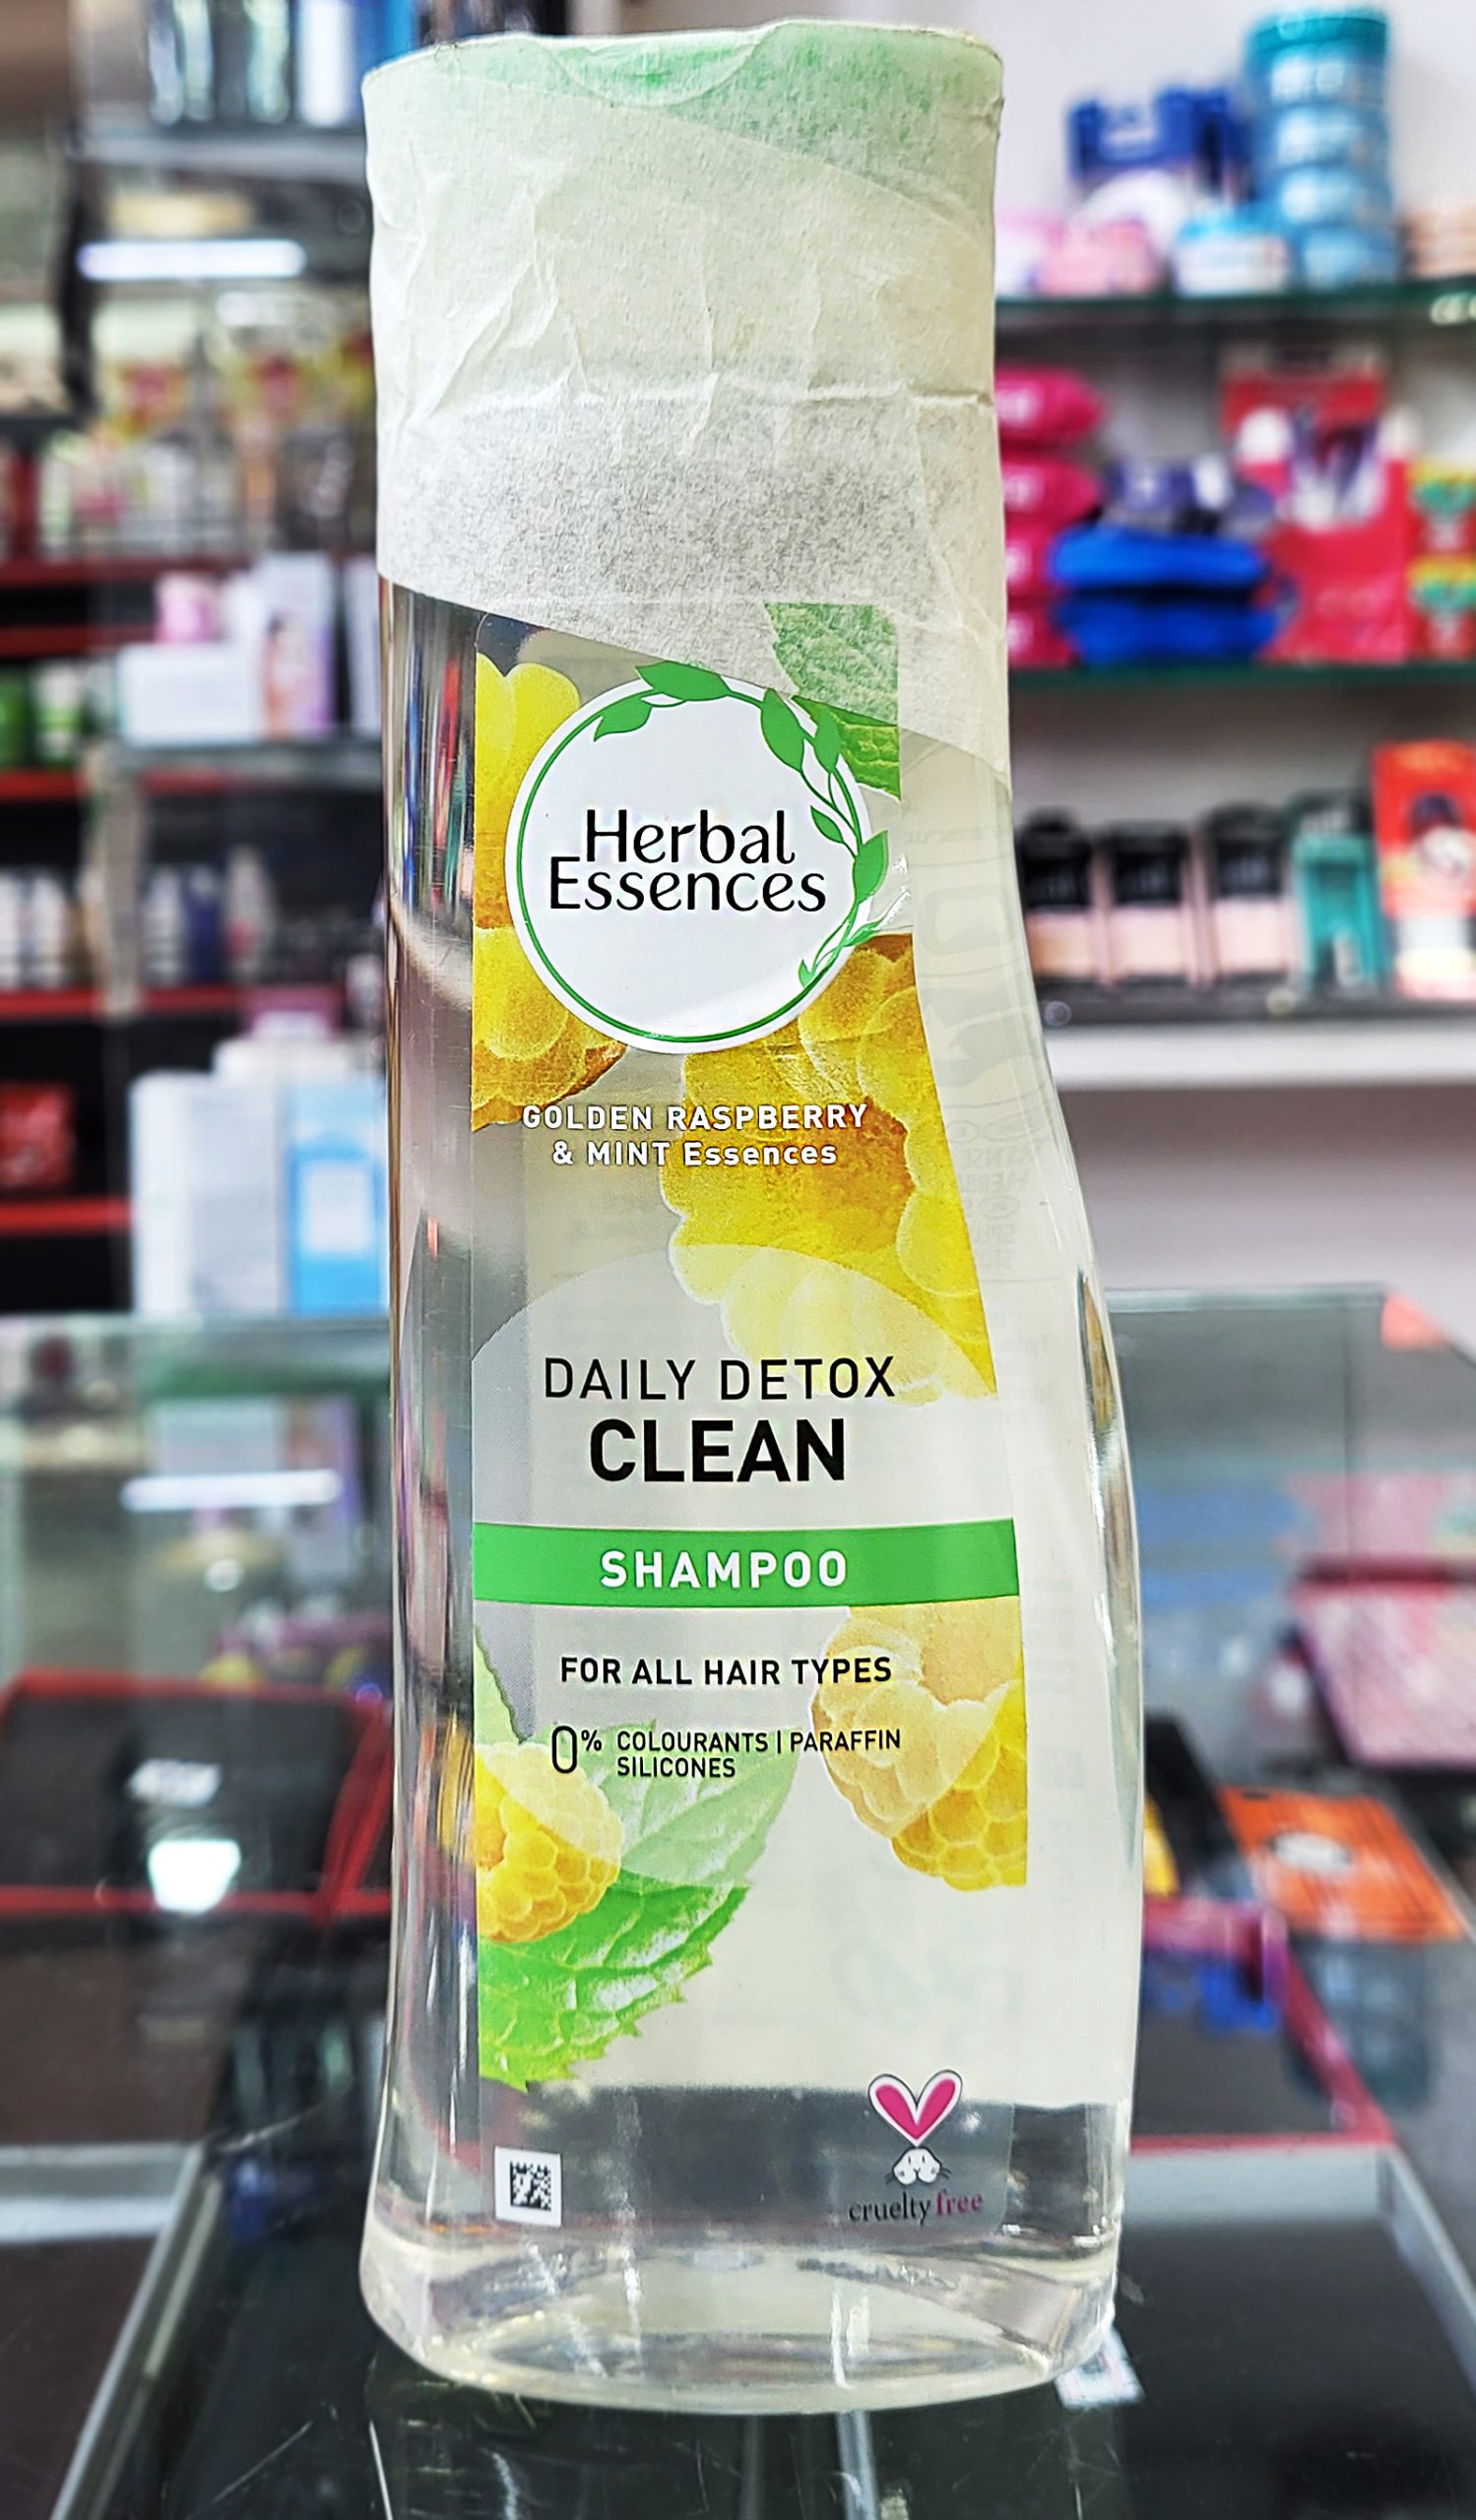 Herbal
Essences
GOLDEN RASPBERRY
& MINT Essences
DAILY DETOX
CLEAN
SHAMPOO
FOR ALL HAIR TYPES
0% COLOURANTS | PARAFFIN
SILICONES
cruelty free